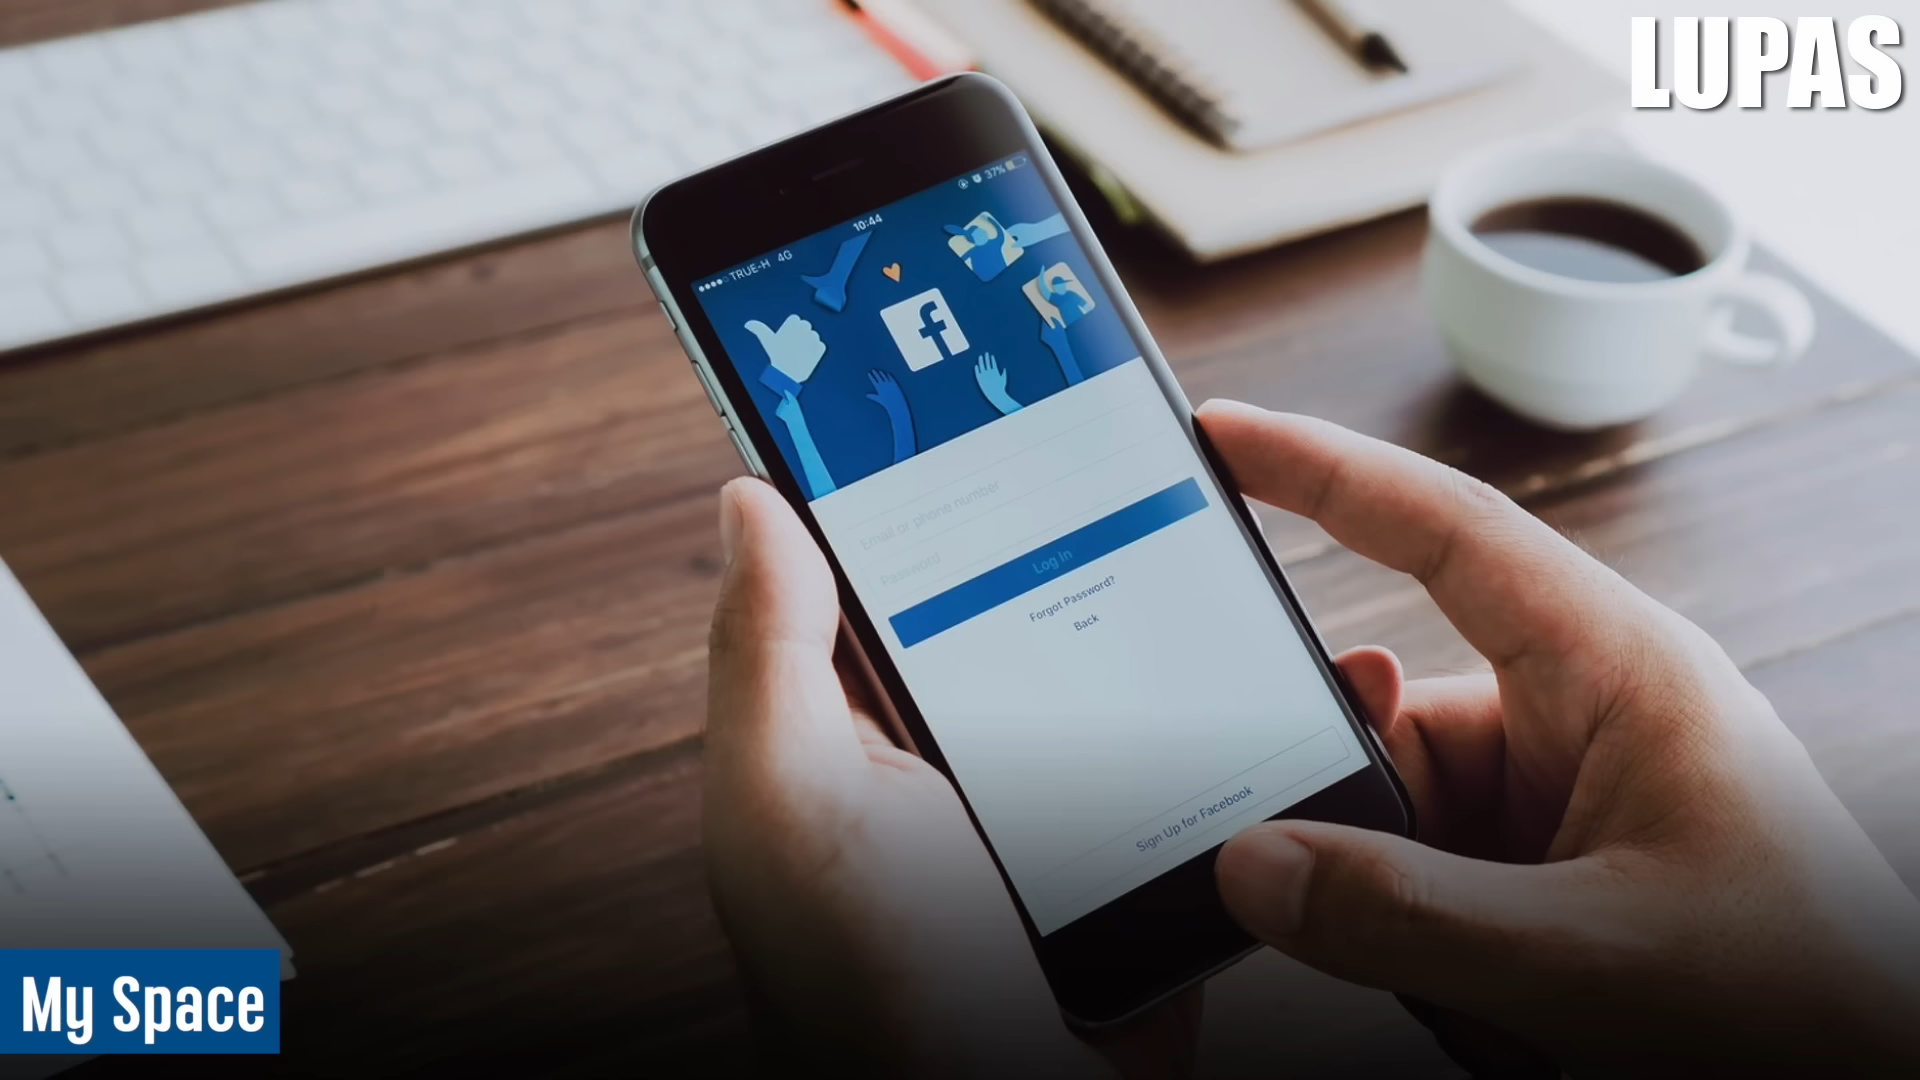 LUPAS
37%
10:44
TRUE-H 4G
f
Email or phone number
Password
Log In
Forgot Password?
Back
Sign Up for Facebook
My Space